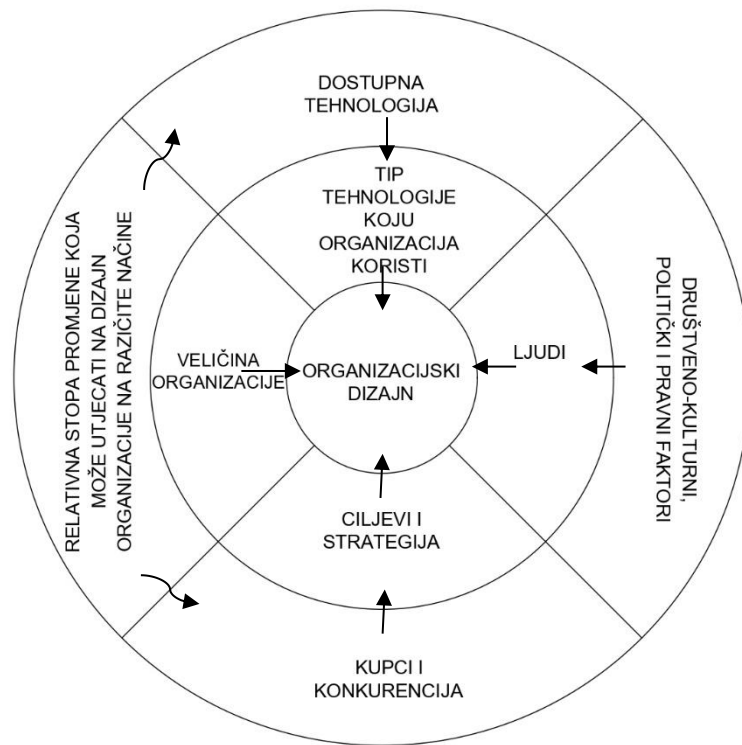 DOSTUPNA
TEHNOLOGIJA
TIP
TEHNOLOGIJE
KOJU
ORGANIZACIJA
KORISTI
RELATIVNA STOPA PROMJENE KOJA
MOŽE UTJECATI NA DIZAJN
ORGANIZACIJE NA RAZIČITE NAČINE
VELIČINA
ORGANIZACIJE
ORGANIZACIJSKI
DIZAJN
LJUDI
DRUŠTVENO-KULTURNI,
POLITIČKI I PRAVNI FAKTORI
CILJEVI I
STRATEGIJA
KUPCI I
KONKURENCIJA